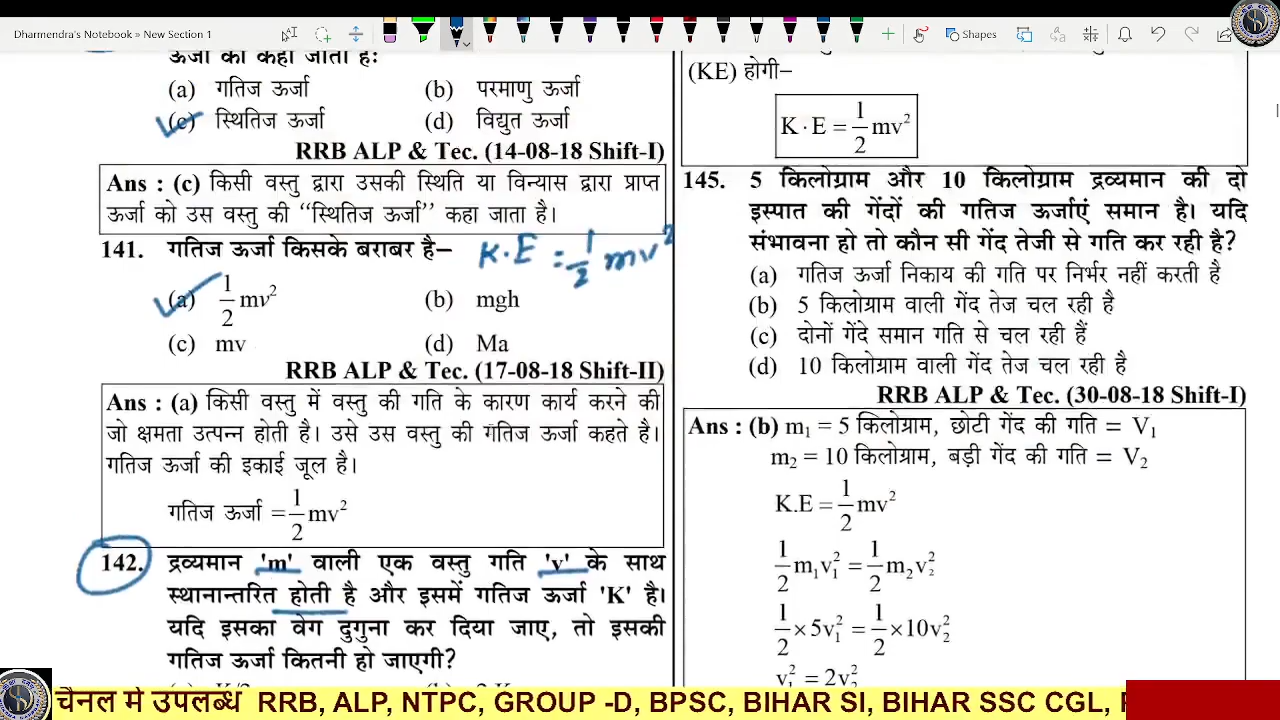 Dharmendra's Notebook » New Section 1
Shapes
ऊर्जा को कहा जाता है:
(a) गतिज ऊर्जा (b) परमाणु ऊर्जा
(c) स्थितिज ऊर्जा (d) विद्युत ऊर्जा
RRB ALP & Tec. (14-08-18 Shift-I)
Ans : (c) किसी वस्तु द्वारा उसकी स्थिति या विन्यास द्वारा प्राप्त
ऊर्जा को उस वस्तु की “स्थितिज ऊर्जा” कहा जाता है।
141. गतिज ऊर्जा किसके बराबर है–
K.E = 1/2 mv²
(a) 1/2 mv² (b) mgh
(c) mv (d) Ma
RRB ALP & Tec. (17-08-18 Shift-II)
Ans : (a) किसी वस्तु में वस्तु की गति के कारण कार्य करने की
जो क्षमता उत्पन्न होती है। उसे उस वस्तु की गतिज ऊर्जा कहते है।
गतिज ऊर्जा की इकाई जूल है।
गतिज ऊर्जा = 1/2 mv²
142. द्रव्यमान 'm' वाली एक वस्तु गति 'v' के साथ
स्थानान्तरित होती है और इसमें गतिज ऊर्जा 'K' है।
यदि इसका वेग दुगुना कर दिया जाए, तो इसकी
गतिज ऊर्जा कितनी हो जाएगी?
(KE) होगी–
K·E = 1/2 mv²
145. 5 किलोग्राम और 10 किलोग्राम द्रव्यमान की दो
इस्पात की गेंदों की गतिज ऊर्जाएं समान है। यदि
संभावना हो तो कौन सी गेंद तेजी से गति कर रही है?
(a) गतिज ऊर्जा निकाय की गति पर निर्भर नहीं करती है
(b) 5 किलोग्राम वाली गेंद तेज चल रही है
(c) दोनों गेंदे समान गति से चल रही हैं
(d) 10 किलोग्राम वाली गेंद तेज चल रही है
RRB ALP & Tec. (30-08-18 Shift-I)
Ans : (b) m₁ = 5 किलोग्राम, छोटी गेंद की गति = V₁
m₂ = 10 किलोग्राम, बड़ी गेंद की गति = V₂
K.E = 1/2 mv²
1/2 m₁v₁² = 1/2 m₂v₂²
1/2 × 5v₁² = 1/2 × 10v₂²
v₁² = 2v₂²
चैनल मे उपलब्ध RRB, ALP, NTPC, GROUP -D, BPSC, BIHAR SI, BIHAR SSC CGL,